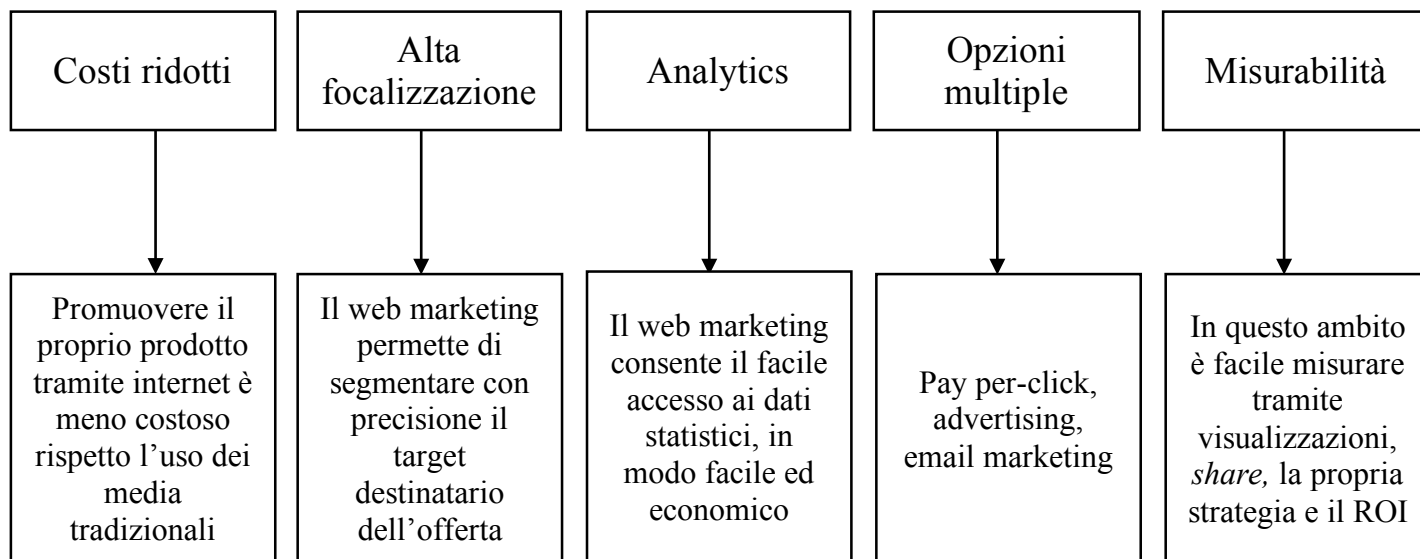 Costi ridotti
Alta
focalizzazione
Analytics
Opzioni
multiple
Misurabilità
Promuovere il
proprio prodotto
tramite internet è
meno costoso
rispetto l’uso dei
media
tradizionali
Il web marketing
permette di
segmentare con
precisione il
target
destinatario
dell’offerta
Il web marketing
consente il facile
accesso ai dati
statistici, in
modo facile ed
economico
Pay per-click,
advertising,
email marketing
In questo ambito
è facile misurare
tramite
visualizzazioni,
share, la propria
strategia e il ROI